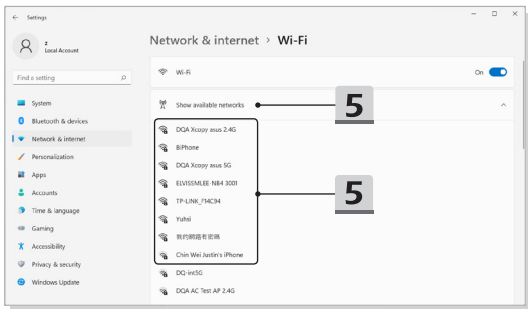 Settings
z
Local Account
Find a setting
System
Bluetooth & devices
Network & internet
Personalization
Apps
Accounts
Time & language
Gaming
Accessibility
Privacy & security
Windows Update
Network & internet > Wi-Fi
Wi-Fi
On
Show available networks
5
DQA Xcopy asus 2.4G
BiPhone
DQA Xcopy asus 5G
ELVISSMLEE-NB4 3001
TP-LINK_F14C94
5
Yuhsi
我的網路有密碼
Chin Wei Justin's iPhone
DQ-int5G
DQA AC Test AP 2.4G